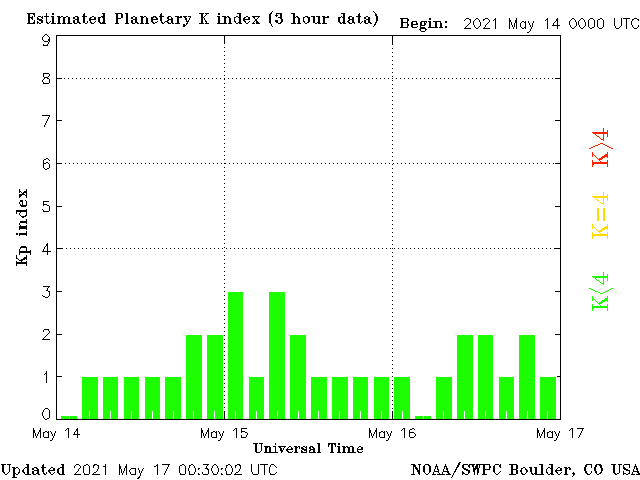 Estimated Planetary K index (3 hour data) Begin: 2021 May 14 0000 UTC
9
8
7
6
5
4
3
2
1
0
Kp index
May 14 May 15 May 16 May 17
Universal Time
K>4
K=4
K<4
Updated 2021 May 17 00:30:02 UTC NOAA/SWPC Boulder, CO USA